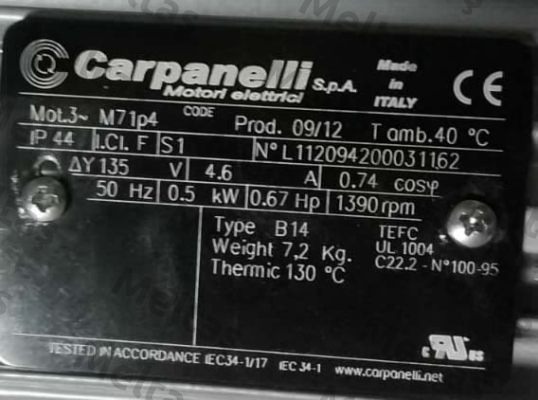 Carpanelli S.p.A.
Motori elettrici
Made in ITALY
CE
Mot.3~ M71p4 CODE Prod. 09/12 T amb.40 °C
IP 44 I.Cl. F S1 N° L112094200031162
ΔY 135 V 4.6 A 0.74 cosφ
50 Hz 0.5 kW 0.67 Hp 1390 rpm
Type B14 TEFC
Weight 7,2 Kg. UL 1004
Thermic 130 °C C22.2 - N°100-95
c RU us
TESTED IN ACCORDANCE IEC34-1/17 IEC 34-1 www.carpanelli.net